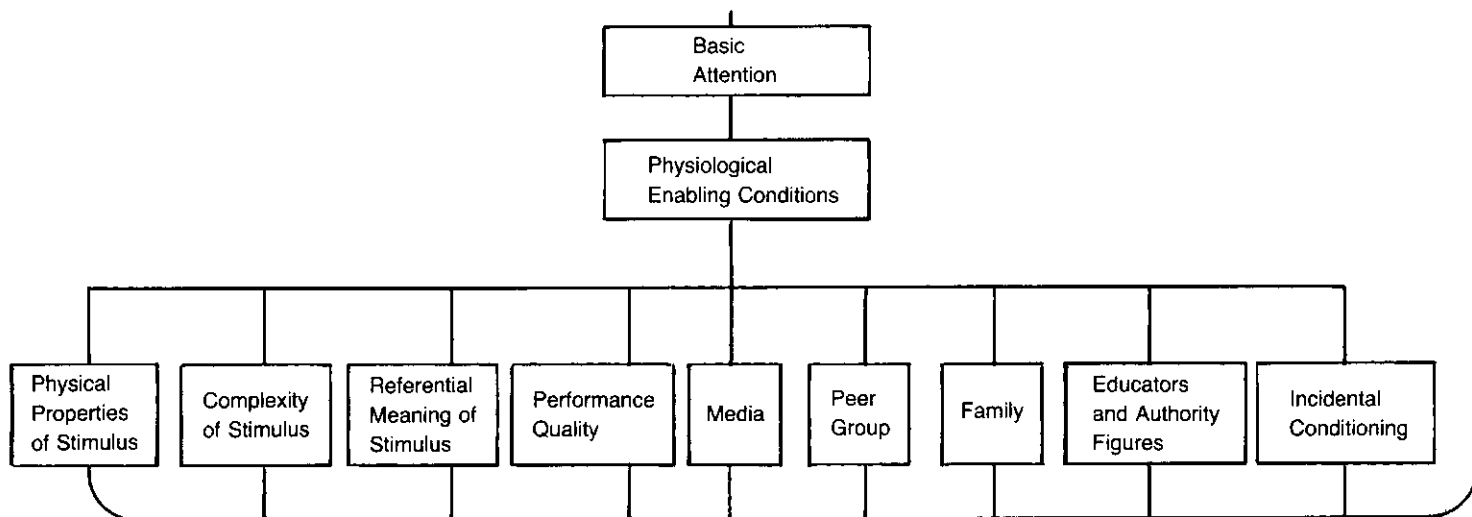 Basic
Attention
Physiological
Enabling Conditions
Physical
Properties
of Stimulus
Complexity
of Stimulus
Referential
Meaning of
Stimulus
Performance
Quality
Media
Peer
Group
Family
Educators
and Authority
Figures
Incidental
Conditioning